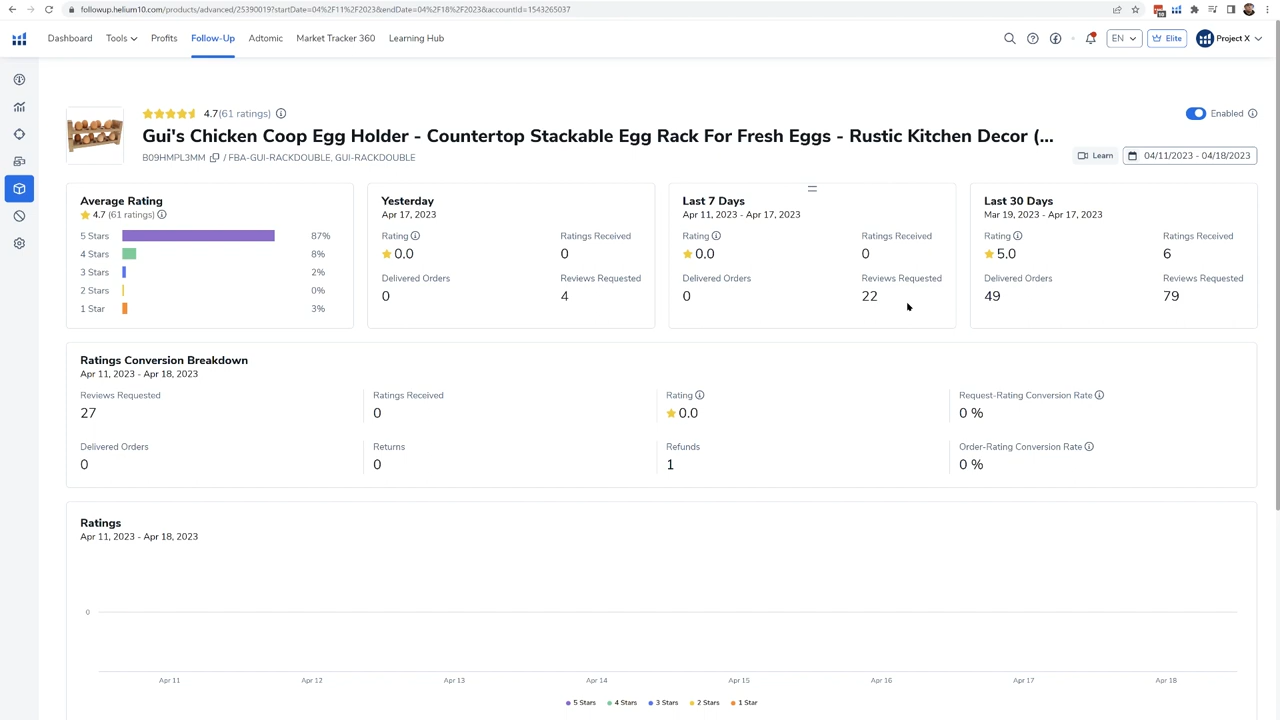 followup.helium10.com/products/advanced/25390019?startDate=04%2F11%2F2023&endDate=04%2F18%2F2023&accountId=1543265037
Dashboard Tools Profits Follow-Up Adtomic Market Tracker 360 Learning Hub EN Elite Project X
4.7(61 ratings)
Enabled
Gui's Chicken Coop Egg Holder - Countertop Stackable Egg Rack For Fresh Eggs - Rustic Kitchen Decor (...
B09HMPL3MM / FBA-GUI-RACKDOUBLE, GUI-RACKDOUBLE
Learn 04/11/2023 - 04/18/2023
Average Rating
4.7 (61 ratings)
5 Stars 87%
4 Stars 8%
3 Stars 2%
2 Stars 0%
1 Star 3%
Yesterday
Apr 17, 2023
Rating Ratings Received
0.0 0
Delivered Orders Reviews Requested
0 4
Last 7 Days
Apr 11, 2023 - Apr 17, 2023
Rating Ratings Received
0.0 0
Delivered Orders Reviews Requested
0 22
Last 30 Days
Mar 19, 2023 - Apr 17, 2023
Rating Ratings Received
5.0 6
Delivered Orders Reviews Requested
49 79
Ratings Conversion Breakdown
Apr 11, 2023 - Apr 18, 2023
Reviews Requested Ratings Received Rating Request-Rating Conversion Rate
27 0 0.0 0 %
Delivered Orders Returns Refunds Order-Rating Conversion Rate
0 0 1 0 %
Ratings
Apr 11, 2023 - Apr 18, 2023
0
Apr 11 Apr 12 Apr 13 Apr 14 Apr 15 Apr 16 Apr 17 Apr 18
5 Stars 4 Stars 3 Stars 2 Stars 1 Star